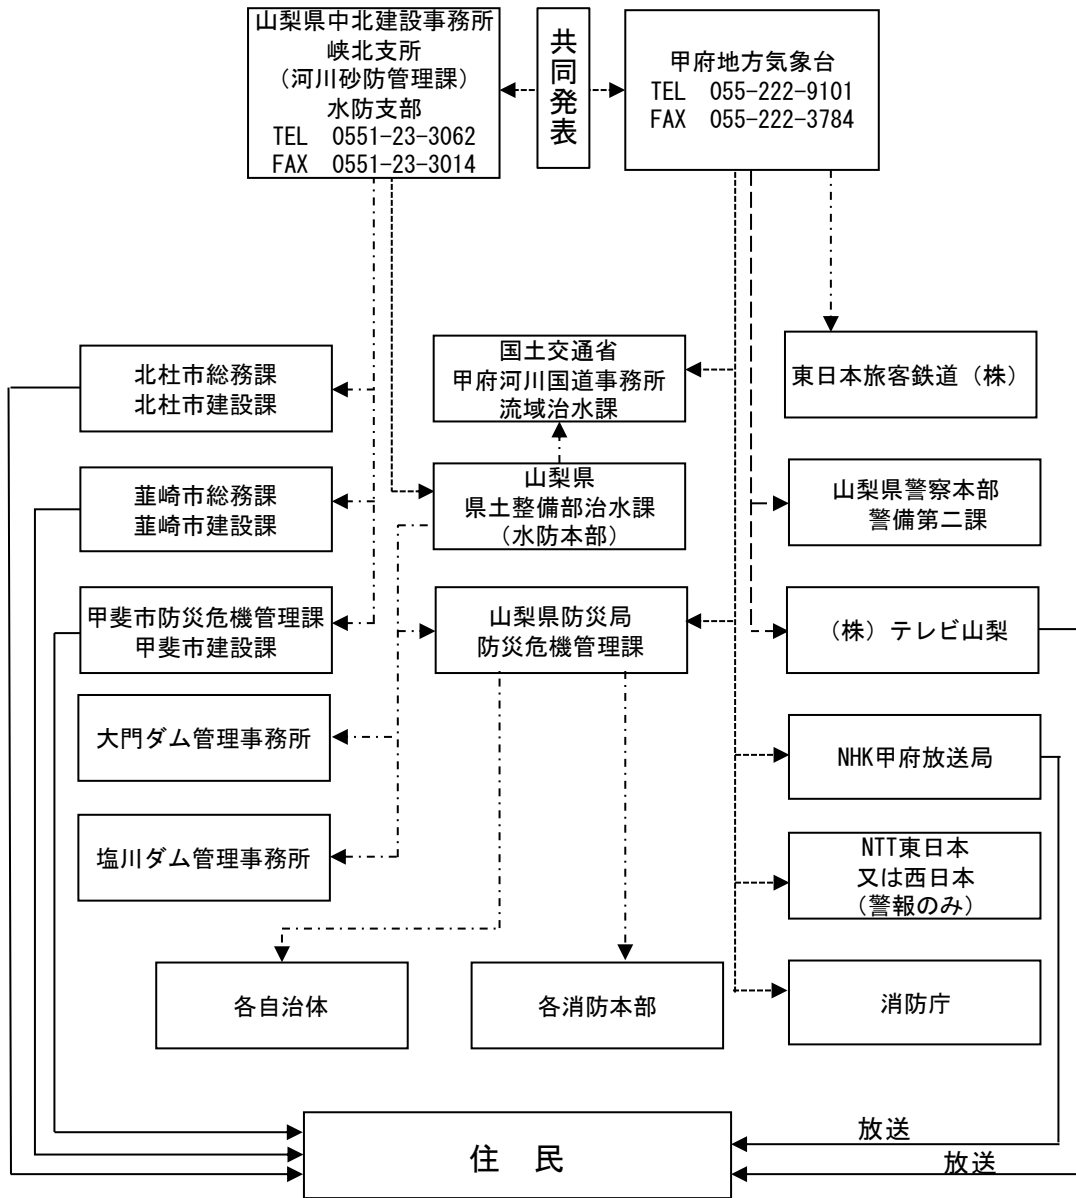 山梨県中北建設事務所
峡北支所
（河川砂防管理課）
水防支部
TEL 0551-23-3062
FAX 0551-23-3014
共同発表
甲府地方気象台
TEL 055-222-9101
FAX 055-222-3784
北杜市総務課
北杜市建設課
国土交通省
甲府河川国道事務所
流域治水課
東日本旅客鉄道（株）
韮崎市総務課
韮崎市建設課
山梨県
県土整備部治水課
（水防本部）
山梨県警察本部
警備第二課
甲斐市防災危機管理課
甲斐市建設課
山梨県防災局
防災危機管理課
（株）テレビ山梨
大門ダム管理事務所
NHK甲府放送局
塩川ダム管理事務所
NTT東日本
又は西日本
（警報のみ）
各自治体
各消防本部
消防庁
住 民
放送
放送